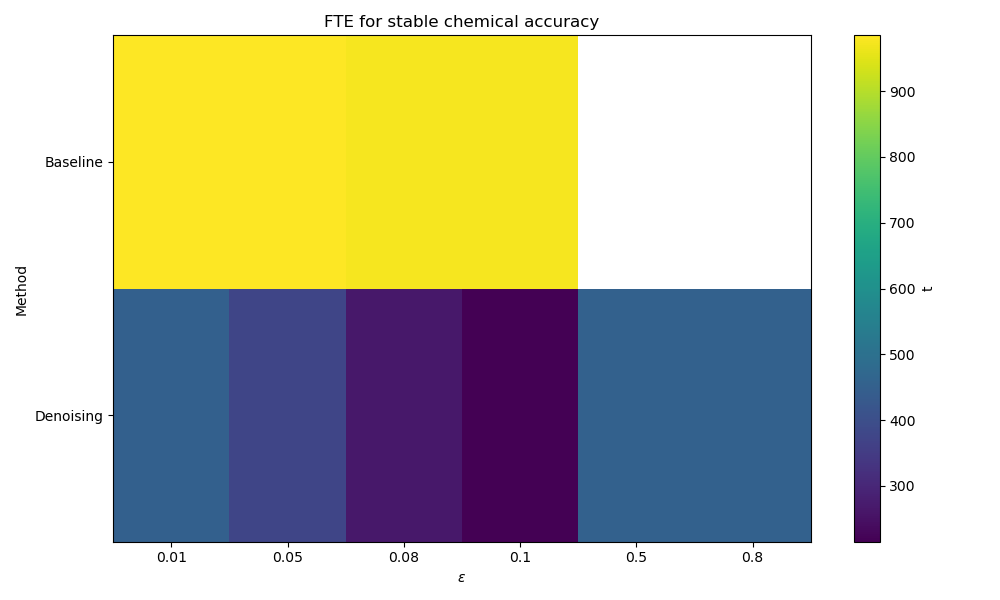 FTE for stable chemical accuracy
Method
Baseline
Denoising
0.01 0.05 0.08 0.1 0.5 0.8
ε
900
800
700
600
500
400
300
t